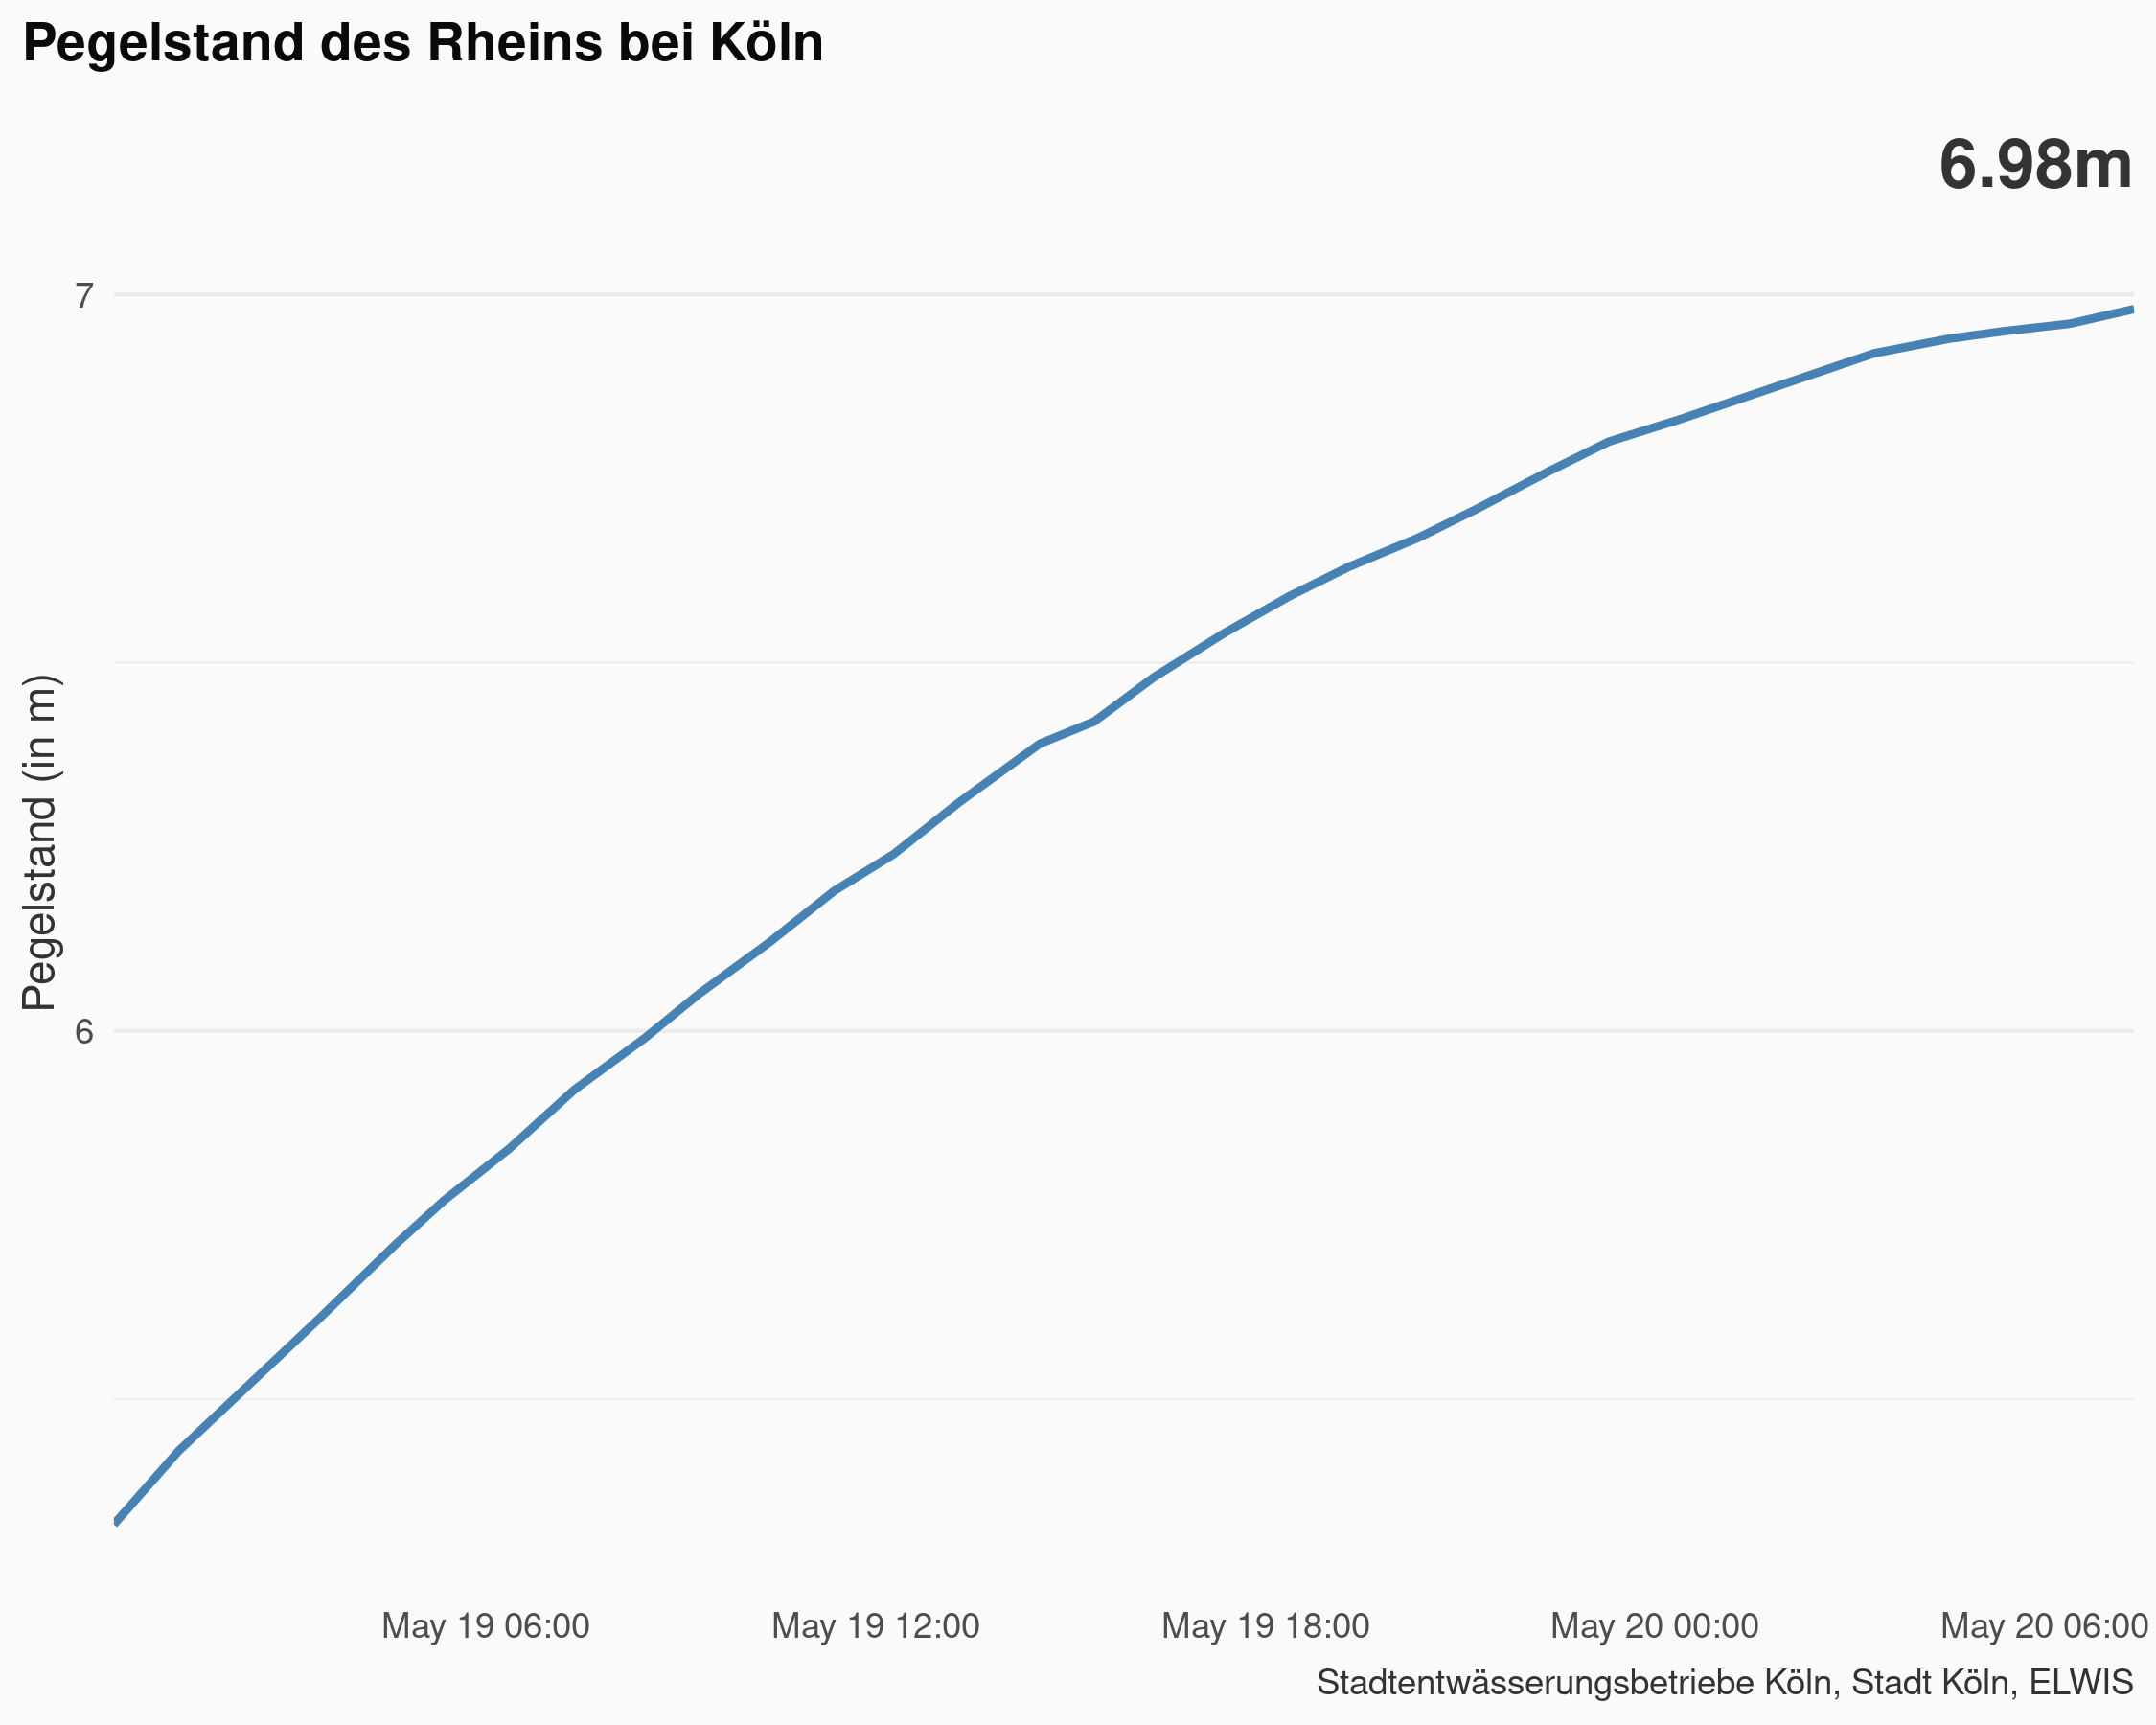 Pegelstand des Rheins bei Köln
6.98m
7
Pegelstand (in m)
6
May 19 06:00
May 19 12:00
May 19 18:00
May 20 00:00
May 20 06:00
Stadtentwässerungsbetriebe Köln, Stadt Köln, ELWIS